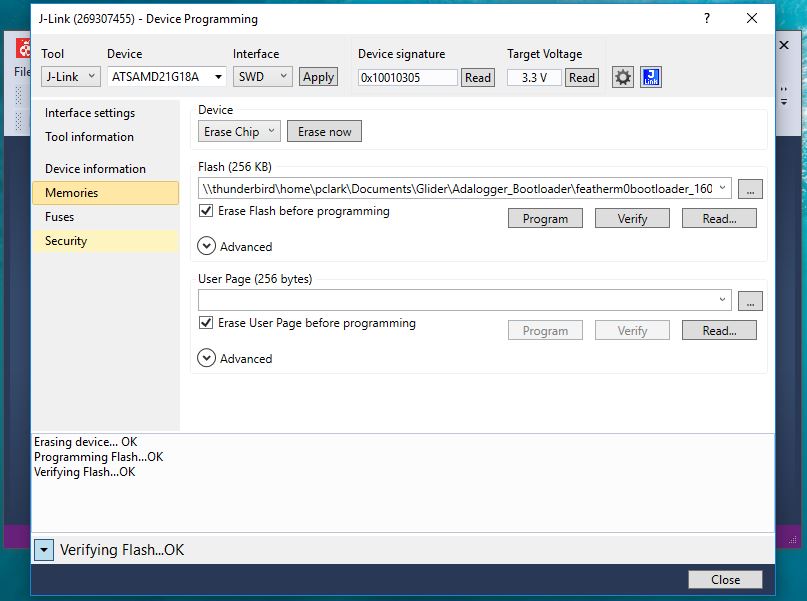 J-Link (269307455) - Device Programming
?
File
Tool
Device
Interface
Device signature
Target Voltage
J-Link
ATSAMD21G18A
SWD
Apply
0x10010305
Read
3.3 V
Read
J
LINK
Interface settings
Tool information
Device information
Memories
Fuses
Security
Device
Erase Chip
Erase now
Flash (256 KB)
\\thunderbird\home\pclark\Documents\Glider\Adalogger_Bootloader\featherm0bootloader_160
...
Erase Flash before programming
Program
Verify
Read...
Advanced
User Page (256 bytes)
...
Erase User Page before programming
Program
Verify
Read...
Advanced
Erasing device... OK
Programming Flash...OK
Verifying Flash...OK
Verifying Flash...OK
Close